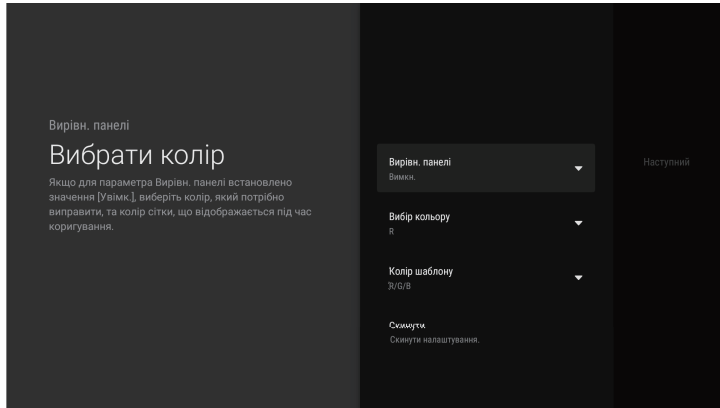 Вирівн. панелі
Вибрати колір
Якщо для параметра Вирівн. панелі встановлено
значення [Увімк.], виберіть колір, який потрібно
виправити, та колір сітки, що відображається під час
коригування.
Вирівн. панелі
Вимкн.
Вибір кольору
R
Колір шаблону
R/G/B
Скинути
Скинути налаштування.
Наступний